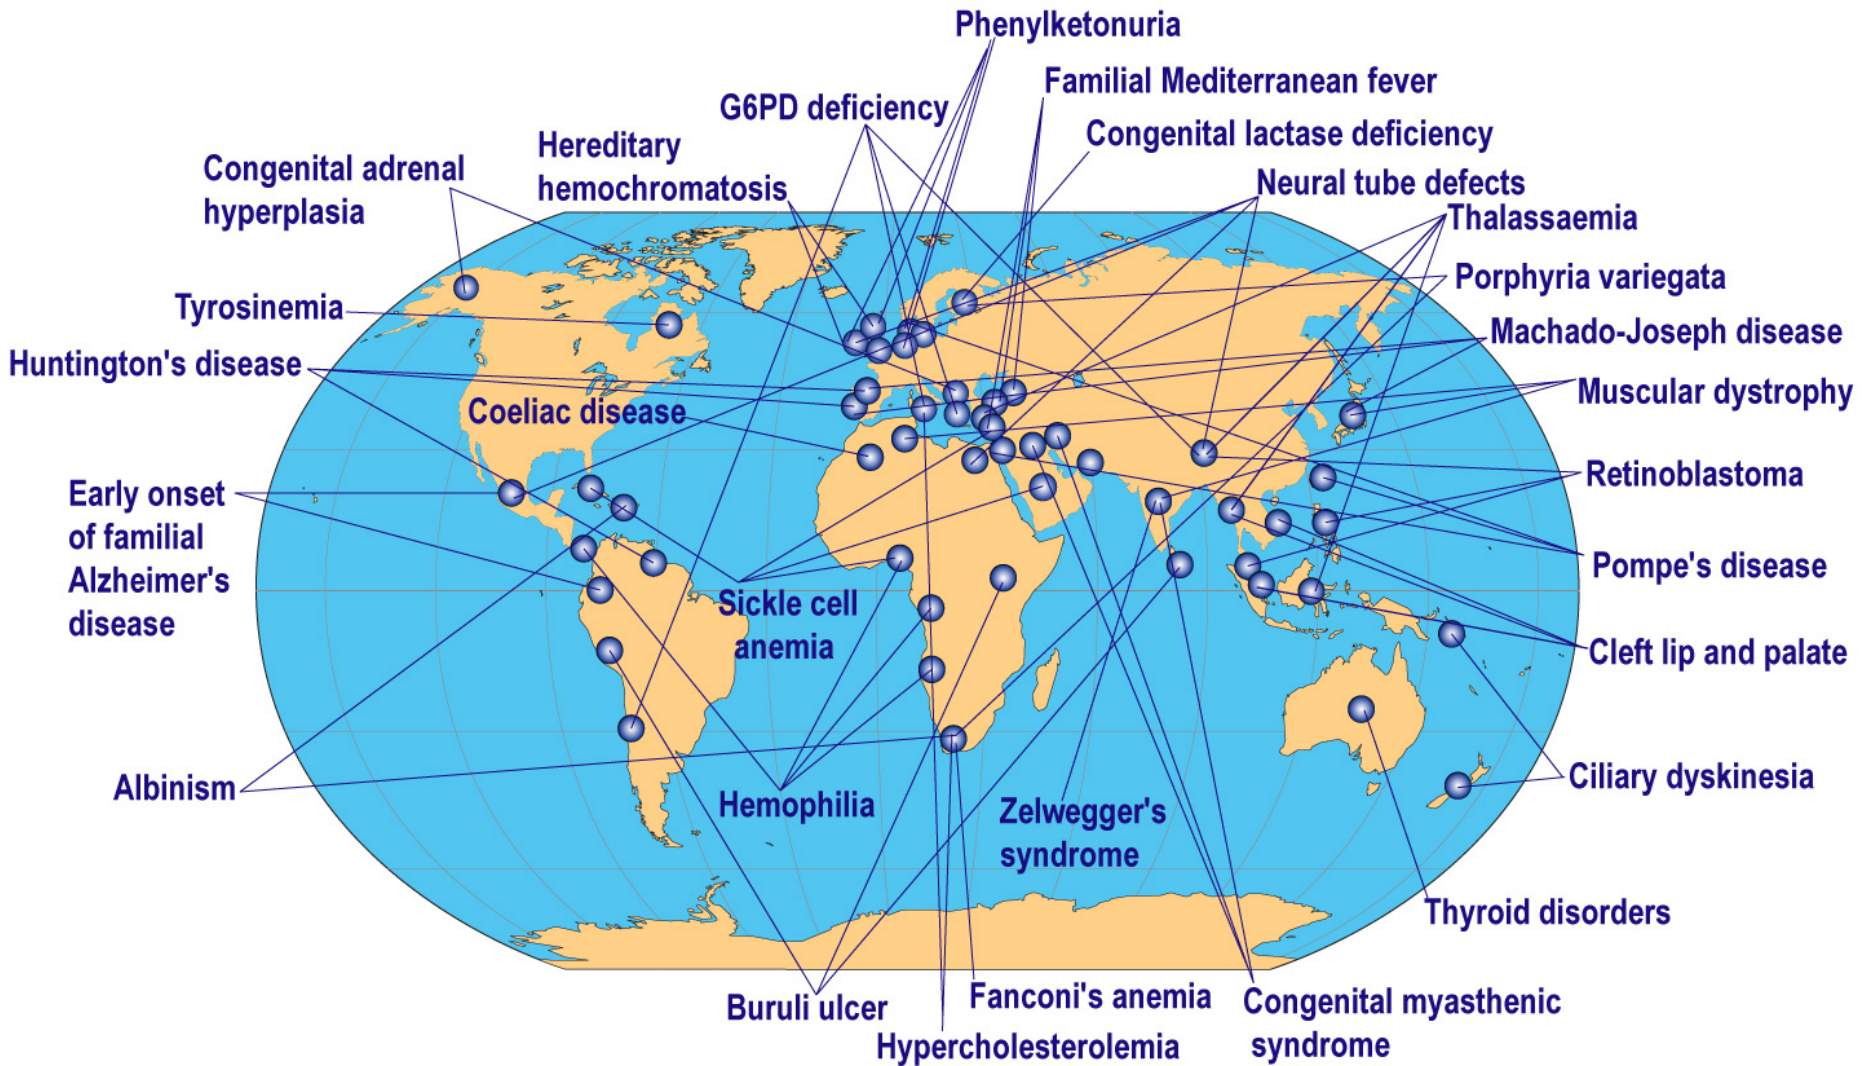 Phenylketonuria
Familial Mediterranean fever
G6PD deficiency
Congenital lactase deficiency
Hereditary
hemochromatosis
Congenital adrenal
hyperplasia
Neural tube defects
Thalassaemia
Porphyria variegata
Tyrosinemia
Machado-Joseph disease
Huntington's disease
Muscular dystrophy
Coeliac disease
Retinoblastoma
Early onset
of familial
Alzheimer's
disease
Pompe's disease
Sickle cell
anemia
Cleft lip and palate
Albinism
Hemophilia
Zelwegger's
syndrome
Ciliary dyskinesia
Thyroid disorders
Buruli ulcer
Fanconi's anemia
Congenital myasthenic
syndrome
Hypercholesterolemia